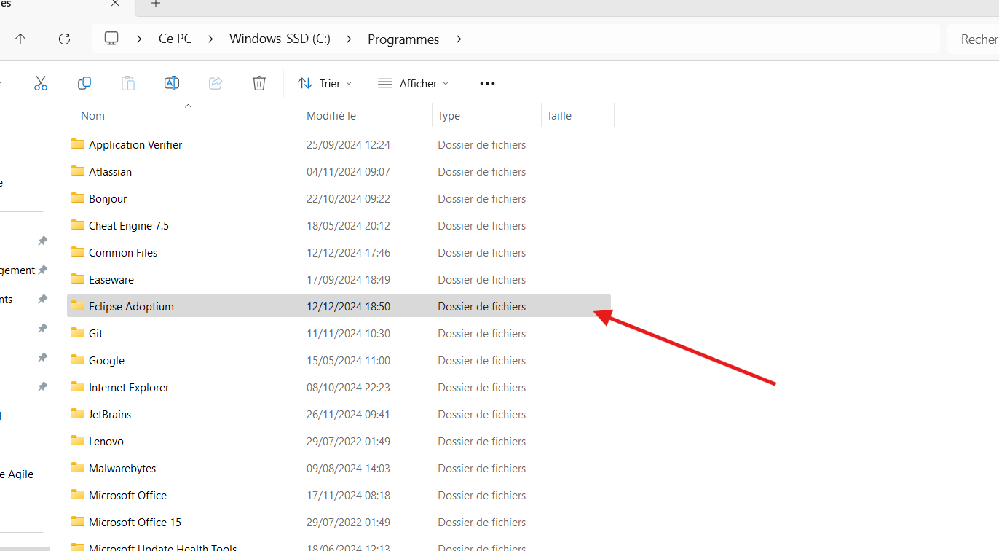 es
Ce PC Windows-SSD (C:) Programmes Recher
Trier Afficher
Nom Modifié le Type Taille
Application Verifier 25/09/2024 12:24 Dossier de fichiers
Atlassian 04/11/2024 09:07 Dossier de fichiers
e
Bonjour 22/10/2024 09:22 Dossier de fichiers
Cheat Engine 7.5 18/05/2024 20:12 Dossier de fichiers
Common Files 12/12/2024 17:46 Dossier de fichiers
gement
Easeware 17/09/2024 18:49 Dossier de fichiers
nts
Eclipse Adoptium 12/12/2024 18:50 Dossier de fichiers
Git 11/11/2024 10:30 Dossier de fichiers
Google 15/05/2024 11:00 Dossier de fichiers
Internet Explorer 08/10/2024 22:23 Dossier de fichiers
JetBrains 26/11/2024 09:41 Dossier de fichiers
Lenovo 29/07/2022 01:49 Dossier de fichiers
Malwarebytes 09/08/2024 14:03 Dossier de fichiers
e Agile
Microsoft Office 17/11/2024 08:18 Dossier de fichiers
Microsoft Office 15 29/07/2022 01:49 Dossier de fichiers
Microsoft Update Health Tools 18/06/2024 12:13 Dossier de fichiers